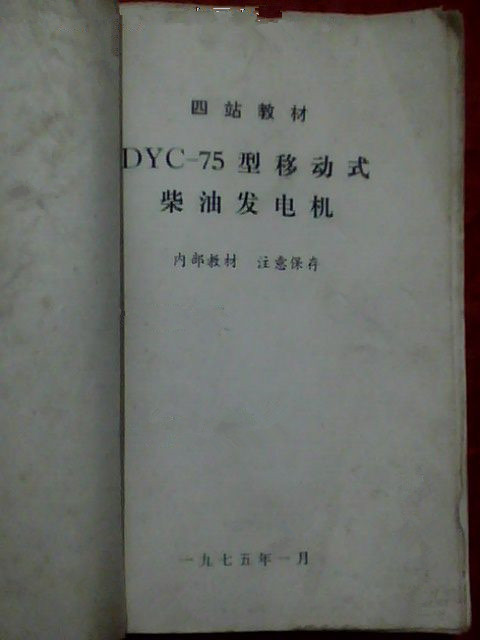 四站教材
DYC-75型移动式
柴油发电机
内部教材 注意保存
一九七五年一月